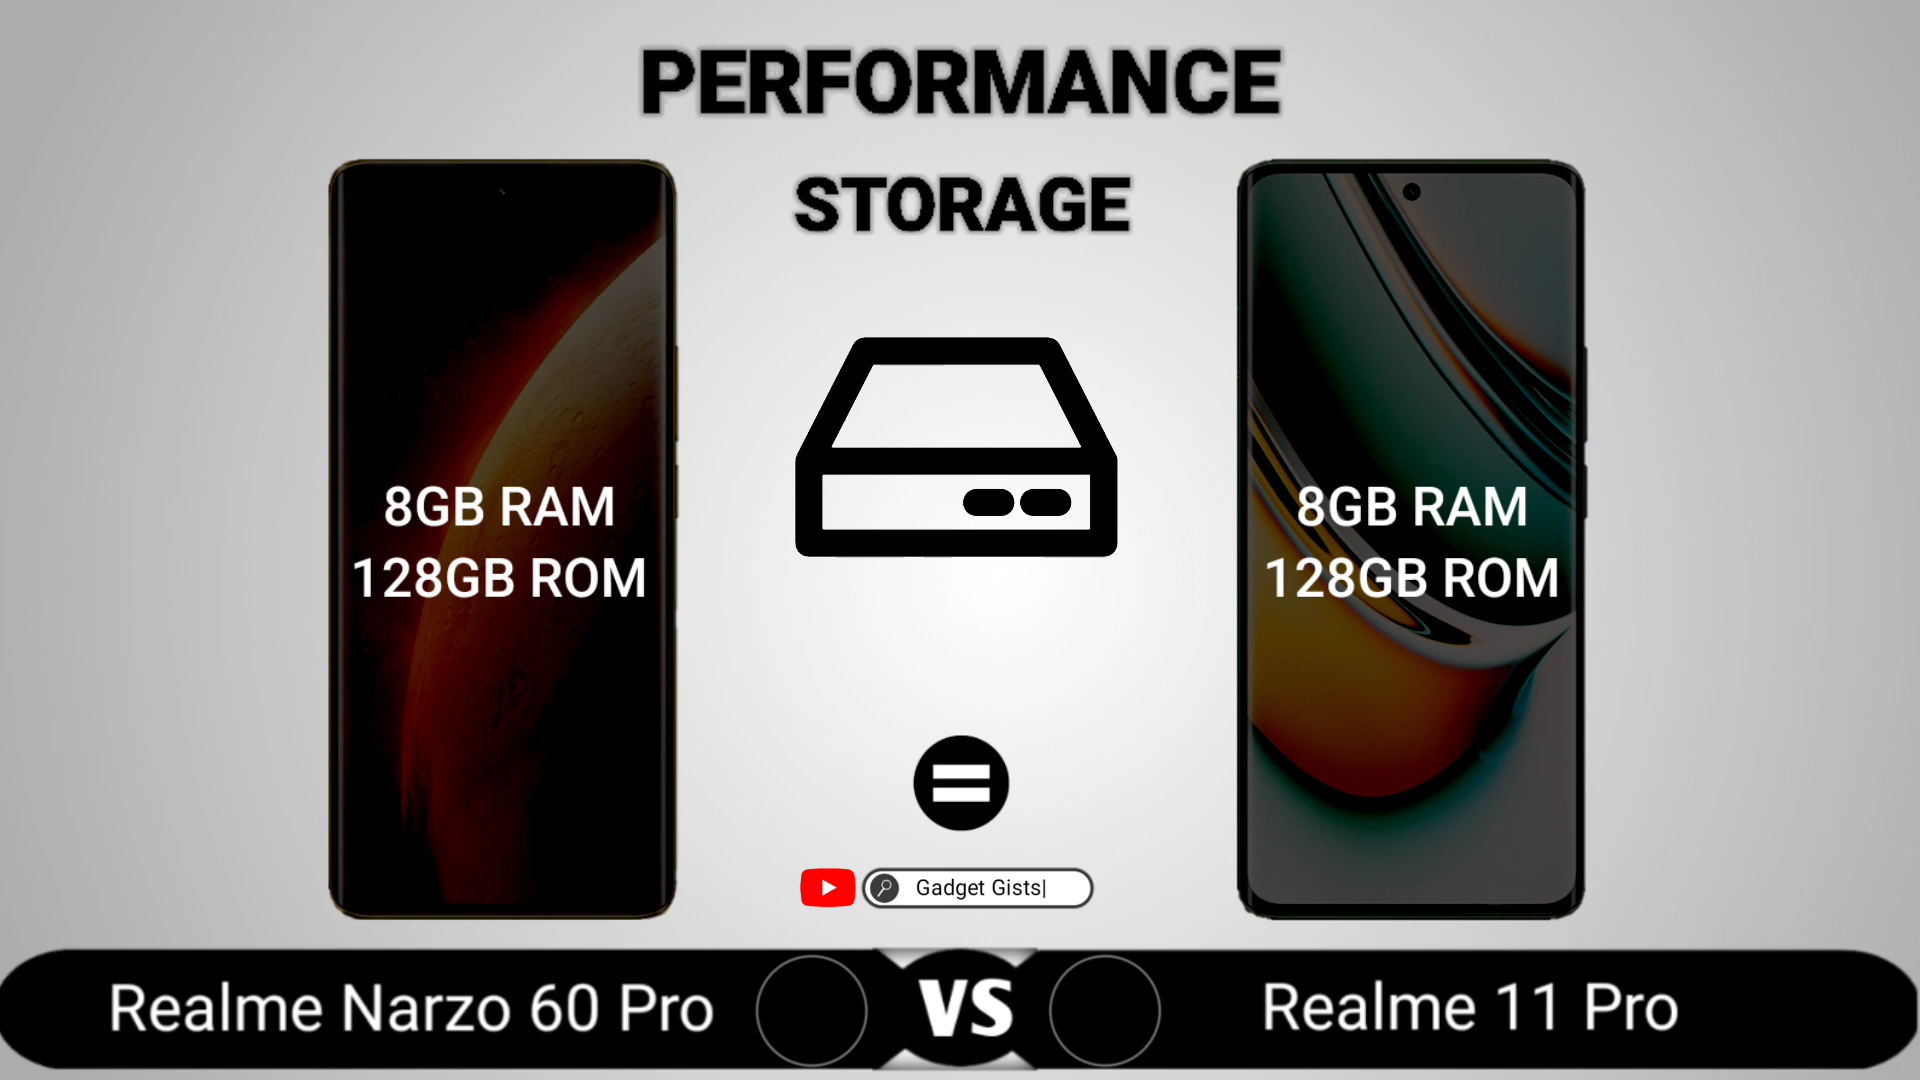 PERFORMANCE
STORAGE
8GB RAM
128GB ROM
8GB RAM
128GB ROM
Gadget Gists|
Realme Narzo 60 Pro
VS
Realme 11 Pro